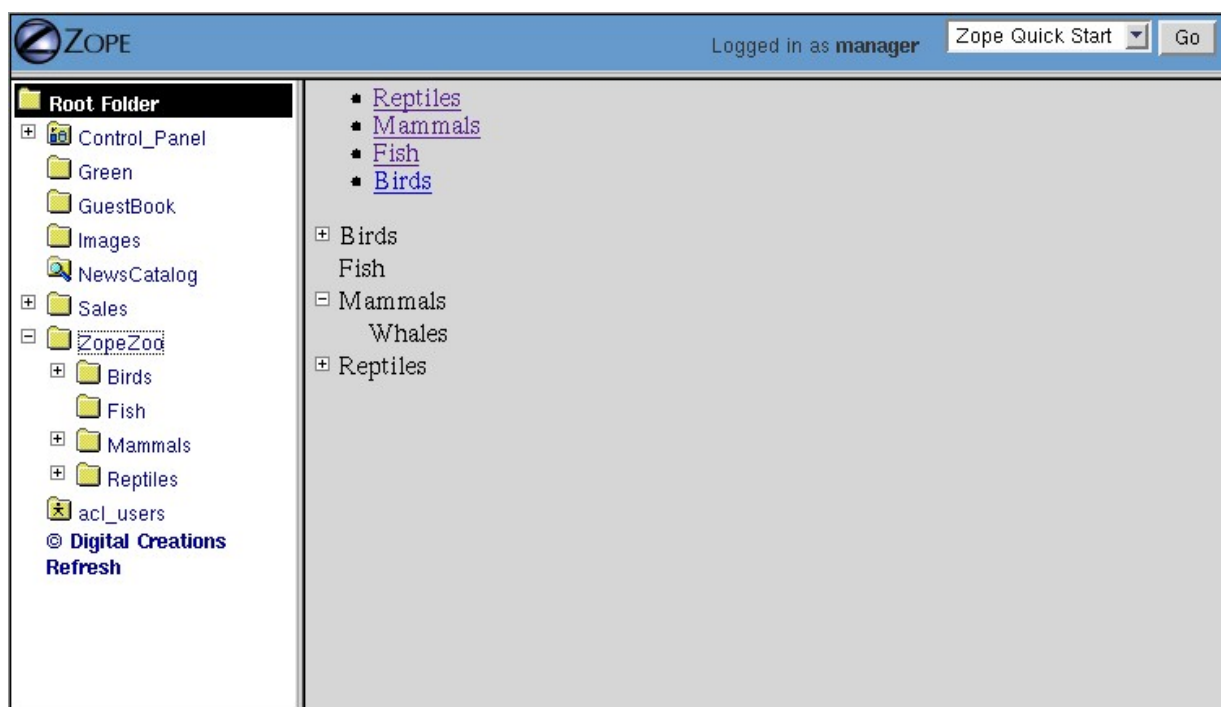 ZOPE
Logged in as manager
Zope Quick Start
Go
Root Folder
Control_Panel
Green
GuestBook
Images
NewsCatalog
Sales
ZopeZoo
Birds
Fish
Mammals
Reptiles
acl_users
© Digital Creations
Refresh
Reptiles
Mammals
Fish
Birds
Birds
Fish
Mammals
Whales
Reptiles